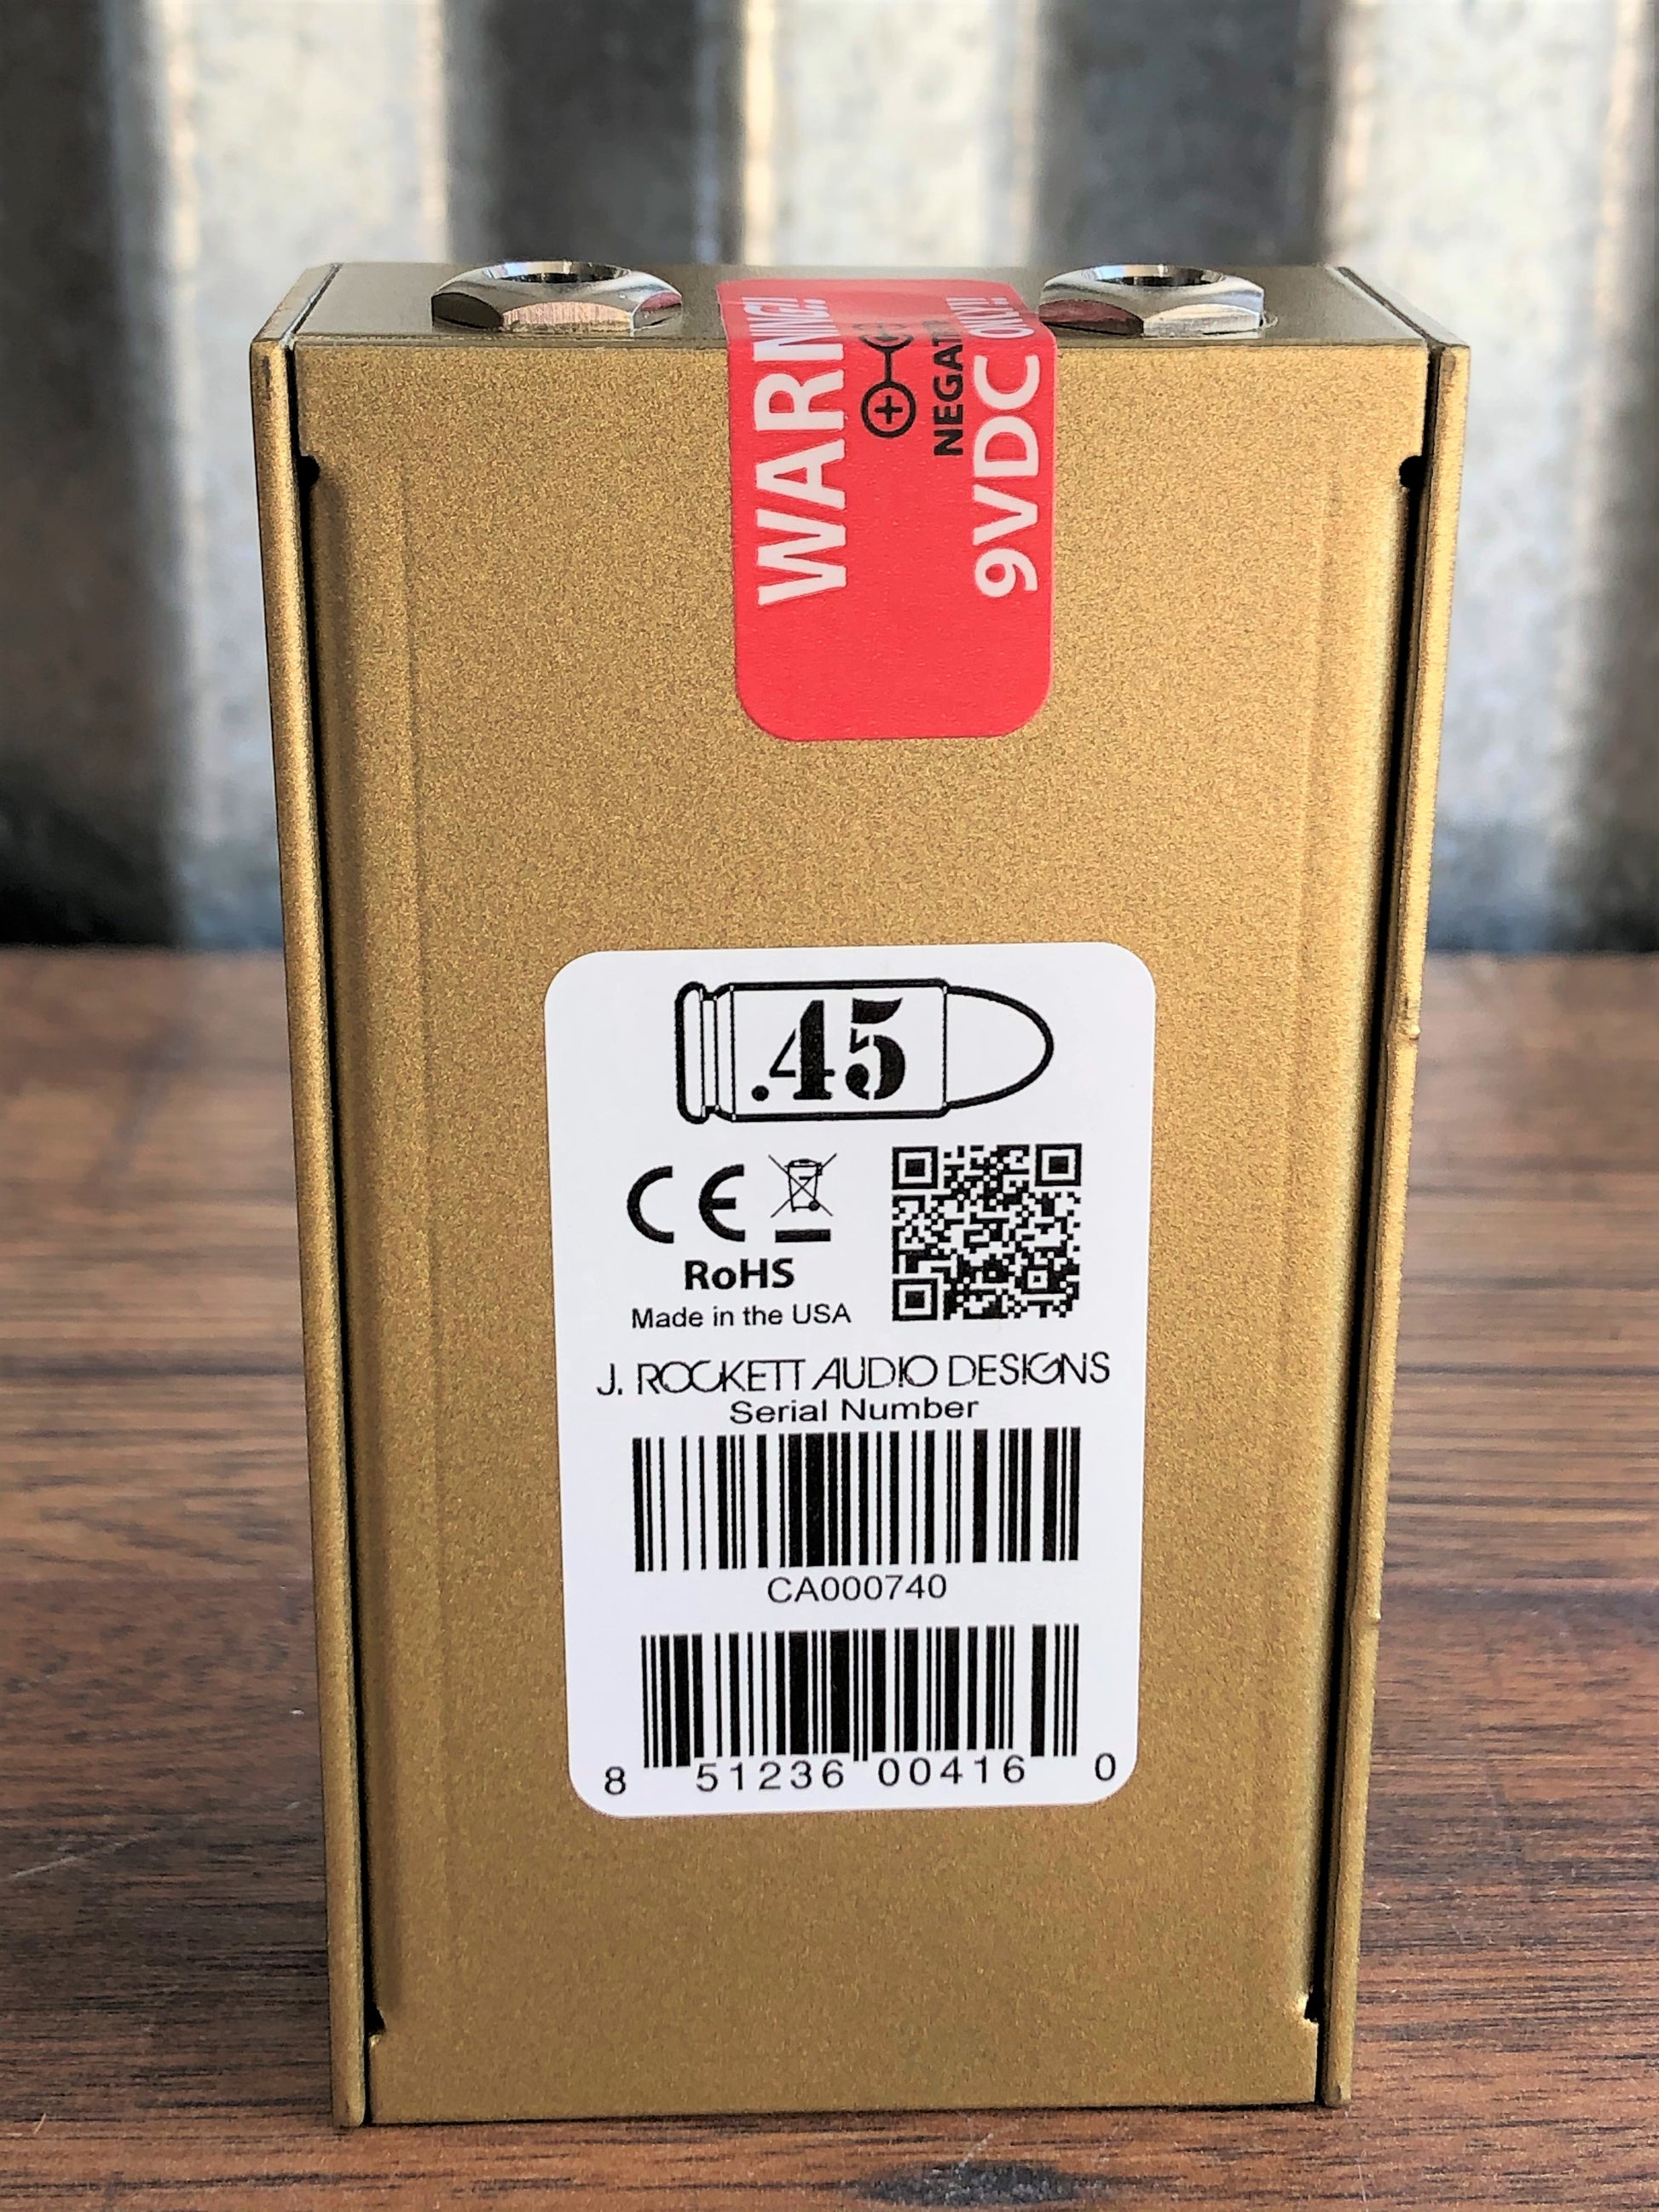 WARNING!!
9VDC ONLY!!
.45
CE
RoHS
Made in the USA
J. ROCKETT AUDIO DESIGNS
Serial Number
CA000740
8 51236 00416 0